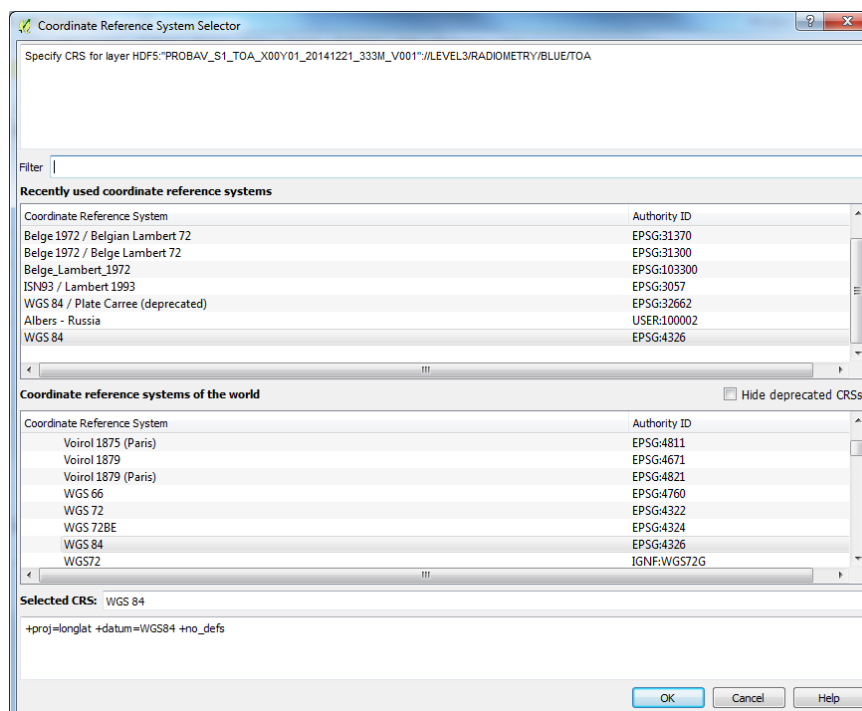 Coordinate Reference System Selector
Specify CRS for layer HDF5:"PROBAV_S1_TOA_X00Y01_20141221_333M_V001"://LEVEL3/RADIOMETRY/BLUE/TOA
Filter
Recently used coordinate reference systems
Coordinate Reference System Authority ID
Belge 1972 / Belgian Lambert 72 EPSG:31370
Belge 1972 / Belge Lambert 72 EPSG:31300
Belge_Lambert_1972 EPSG:103300
ISN93 / Lambert 1993 EPSG:3057
WGS 84 / Plate Carree (deprecated) EPSG:32662
Albers - Russia USER:100002
WGS 84 EPSG:4326
Coordinate reference systems of the world Hide deprecated CRSs
Coordinate Reference System Authority ID
Voirol 1875 (Paris) EPSG:4811
Voirol 1879 EPSG:4671
Voirol 1879 (Paris) EPSG:4821
WGS 66 EPSG:4760
WGS 72 EPSG:4322
WGS 72BE EPSG:4324
WGS 84 EPSG:4326
WGS72 IGNF:WGS72G
Selected CRS: WGS 84
+proj=longlat +datum=WGS84 +no_defs
OK Cancel Help